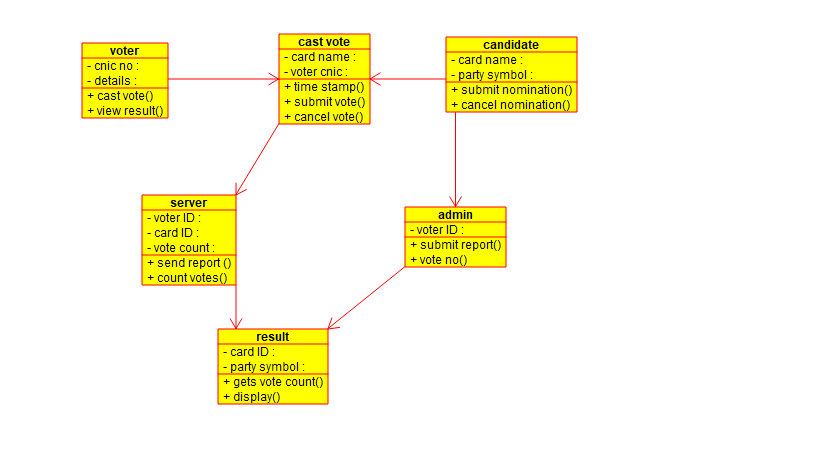 voter
- cnic no :
- details :
+ cast vote()
+ view result()
cast vote
- card name :
- voter cnic :
+ time stamp()
+ submit vote()
+ cancel vote()
candidate
- card name :
- party symbol :
+ submit nomination()
+ cancel nomination()
server
- voter ID :
- card ID :
- vote count :
+ send report ()
+ count votes()
admin
- voter ID :
+ submit report()
+ vote no()
result
- card ID :
- party symbol :
+ gets vote count()
+ display()